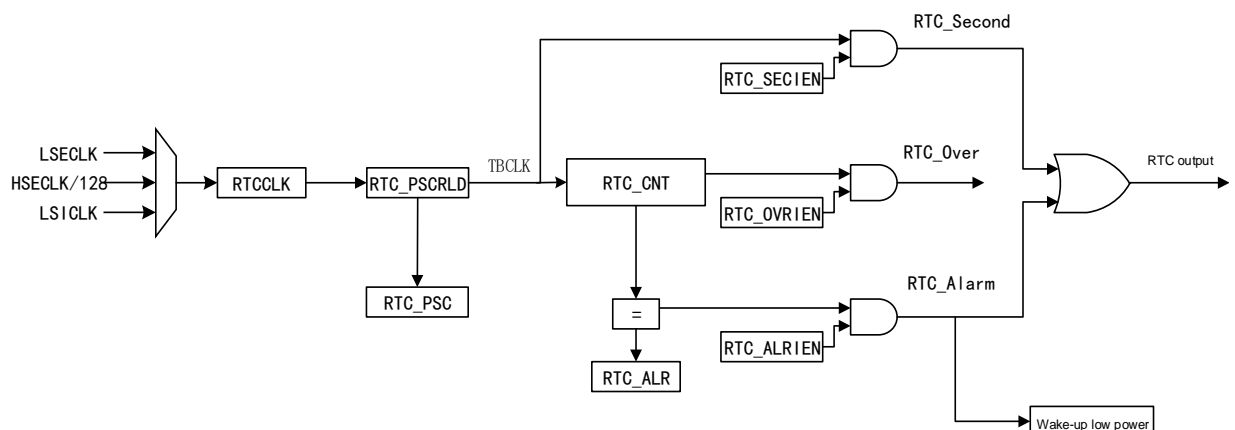 RTC_Second
RTC_SECIEN
LSECLK
HSECLK/128
LSICLK
RTCCLK
RTC_PSCRLD
TBCLK
RTC_CNT
RTC_Over
RTC_OVRIEN
RTC output
RTC_PSC
=
RTC_Alarm
RTC_ALRIEN
RTC_ALR
Wake-up low power